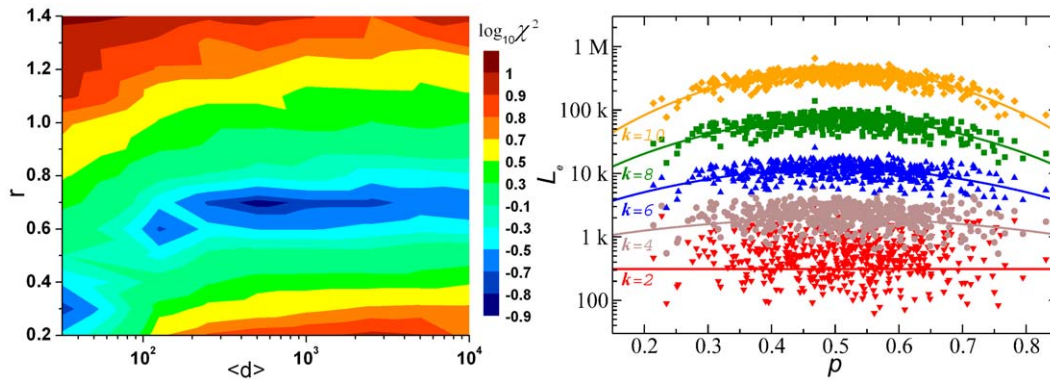 1.4
1.2
1.0
0.8
0.6
0.4
0.2
r
10²
10³
10⁴
<d>
log₁₀χ²
1
0.9
0.7
0.5
0.3
-0.1
-0.3
-0.5
-0.7
-0.8
-0.9
1 M
100 k
10 k
1 k
100
Lₑ
k=10
k=8
k=6
k=4
k=2
0.2
0.3
0.4
0.5
0.6
0.7
0.8
p